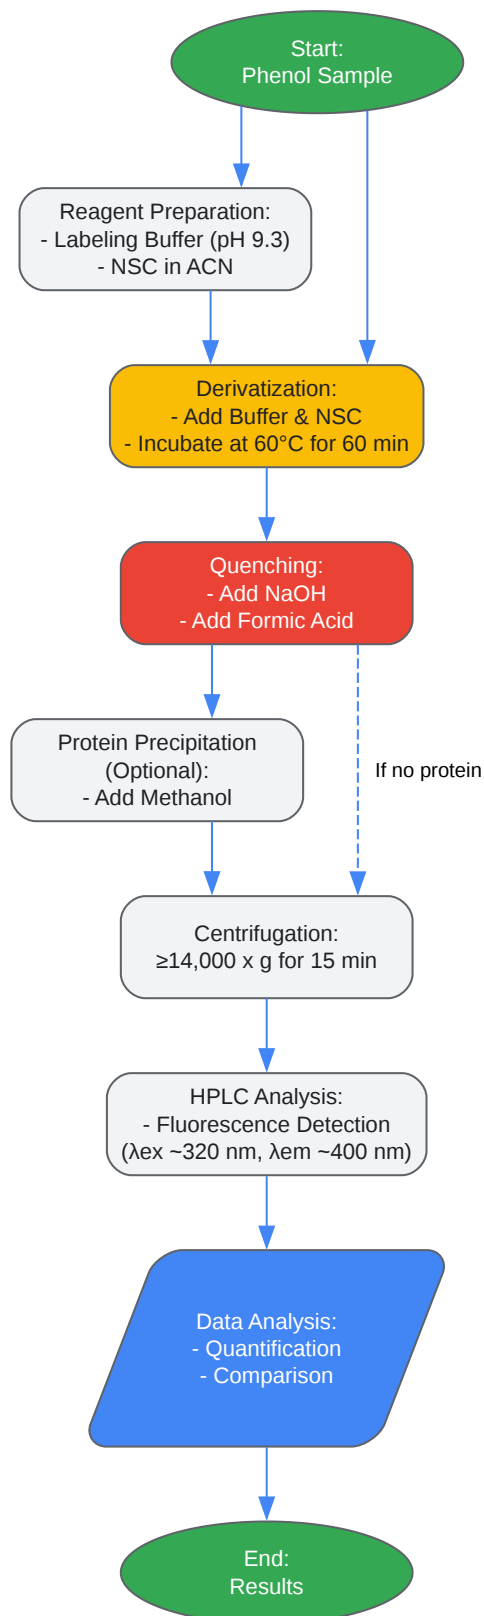 Start:
Phenol Sample
Reagent Preparation:
- Labeling Buffer (pH 9.3)
- NSC in ACN
Derivatization:
- Add Buffer & NSC
- Incubate at 60°C for 60 min
Quenching:
- Add NaOH
- Add Formic Acid
Protein Precipitation
(Optional):
- Add Methanol
If no protein
Centrifugation:
≥14,000 x g for 15 min
HPLC Analysis:
- Fluorescence Detection
(λex ~320 nm, λem ~400 nm)
Data Analysis:
- Quantification
- Comparison
End:
Results